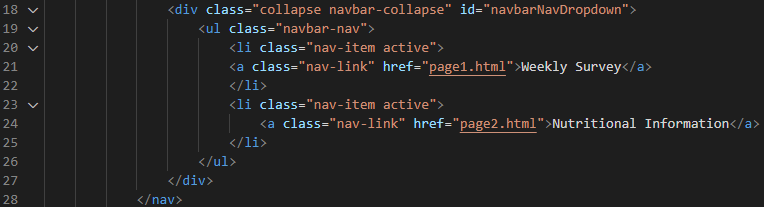 18 <div class="collapse navbar-collapse" id="navbarNavDropdown">
19 <ul class="navbar-nav">
20 <li class="nav-item active">
21 <a class="nav-link" href="page1.html">Weekly Survey</a>
22 </li>
23 <li class="nav-item active">
24 <a class="nav-link" href="page2.html">Nutritional Information</a>
25 </li>
26 </ul>
27 </div>
28 </nav>